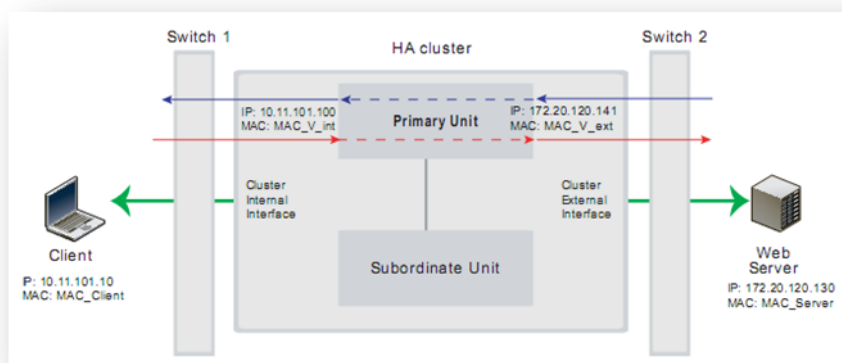 Switch 1
HA cluster
Switch 2
IP: 10.11.101.100
MAC: MAC_V_int
Primary Unit
IP: 172.20.120.141
MAC: MAC_V_ext
Cluster
Internal
Interface
Cluster
External
Interface
Client
IP: 10.11.101.10
MAC: MAC_Client
Subordinate Unit
Web
Server
IP: 172.20.120.130
MAC: MAC_Server